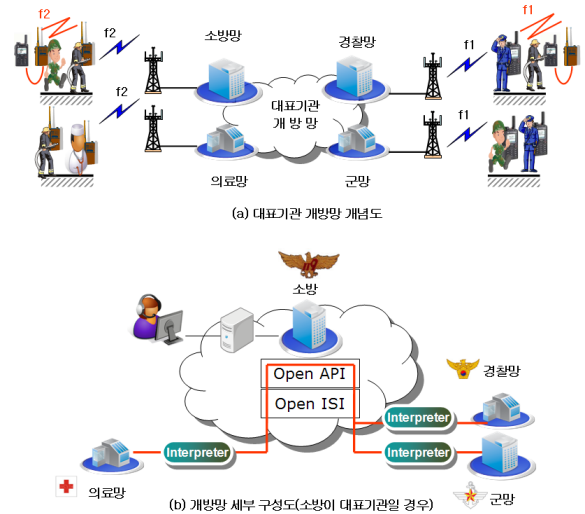 f2
f2
소방망
경찰망
f1
f1
f2
대표기관
개 방 망
f1
의료망
군망
(a) 대표기관 개방망 개념도
119
소방
Open API
Open ISI
경찰망
Interpreter
Interpreter
Interpreter
의료망
군망
(b) 개방망 세부 구성도(소방이 대표기관일 경우)